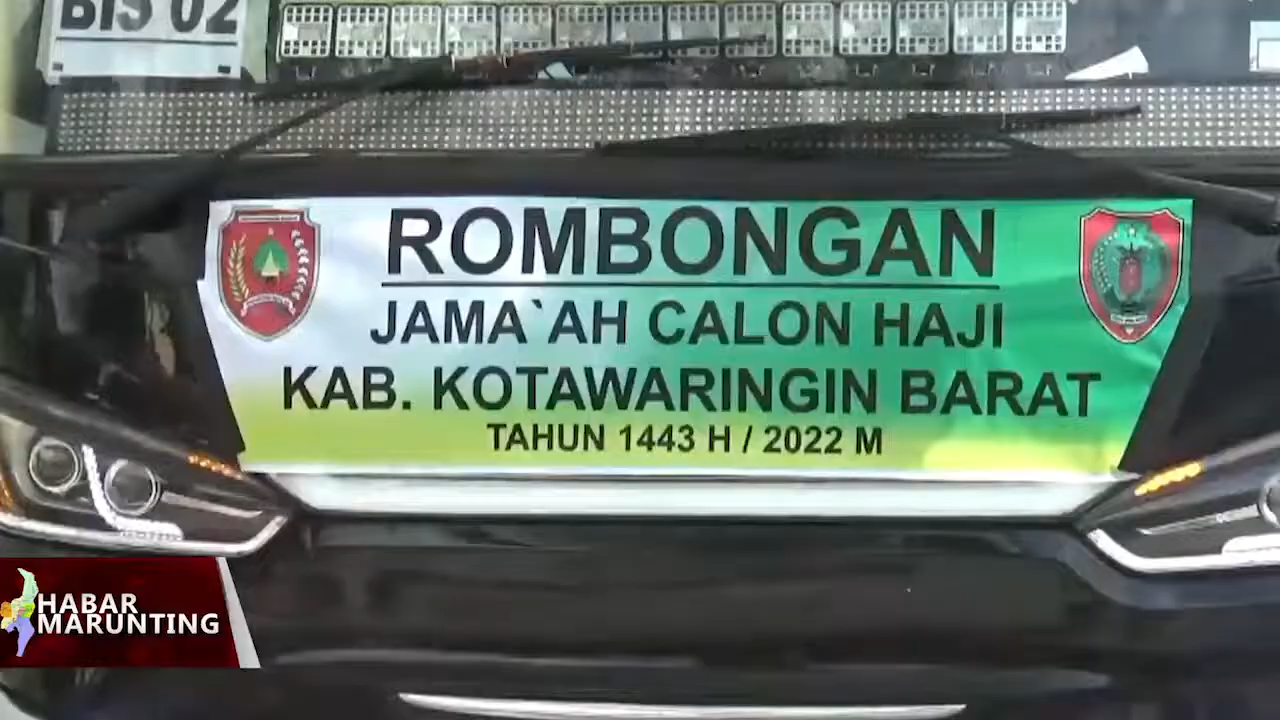 BIS 02
ROMBONGAN
JAMA`AH CALON HAJI
KAB. KOTAWARINGIN BARAT
TAHUN 1443 H / 2022 M
HABAR
MARUNTING